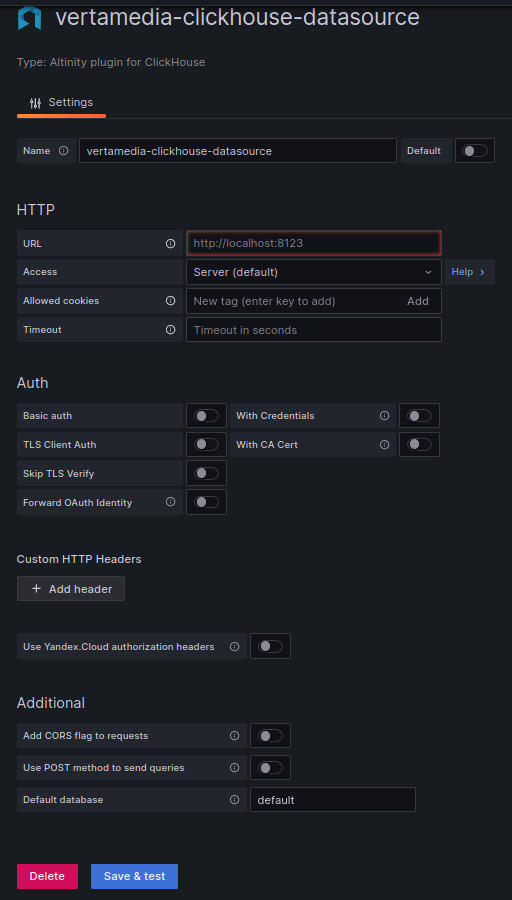 vertamedia-clickhouse-datasource
Type: Altinity plugin for ClickHouse
Settings
Name vertamedia-clickhouse-datasource Default
HTTP
URL http://localhost:8123
Access Server (default) Help >
Allowed cookies New tag (enter key to add) Add
Timeout Timeout in seconds
Auth
Basic auth With Credentials
TLS Client Auth With CA Cert
Skip TLS Verify
Forward OAuth Identity
Custom HTTP Headers
+ Add header
Use Yandex.Cloud authorization headers
Additional
Add CORS flag to requests
Use POST method to send queries
Default database default
Delete Save & test